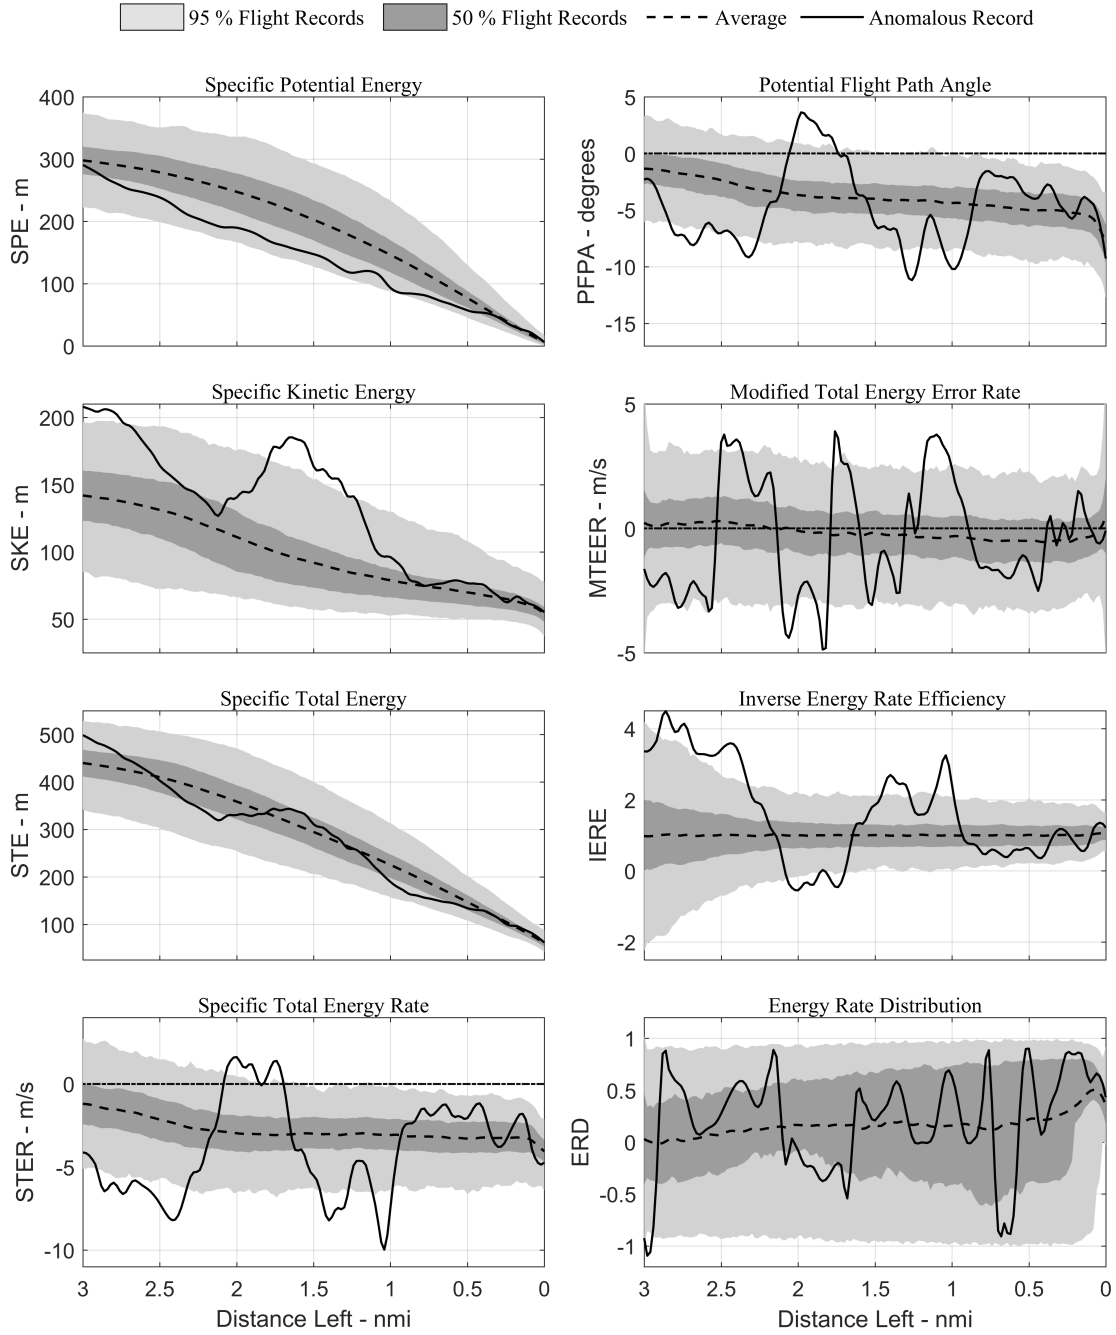 95 % Flight Records 50 % Flight Records Average Anomalous Record
Specific Potential Energy
400
300
200
100
0
SPE - m
Potential Flight Path Angle
5
0
-5
-10
-15
PFPA - degrees
Specific Kinetic Energy
200
150
100
50
SKE - m
Modified Total Energy Error Rate
5
0
-5
MTEER - m/s
Specific Total Energy
500
400
300
200
100
STE - m
Inverse Energy Rate Efficiency
4
2
0
-2
IERE
Specific Total Energy Rate
0
-5
-10
STER - m/s
3 2.5 2 1.5 1 0.5 0
Distance Left - nmi
Energy Rate Distribution
1
0.5
0
-0.5
-1
ERD
3 2.5 2 1.5 1 0.5 0
Distance Left - nmi